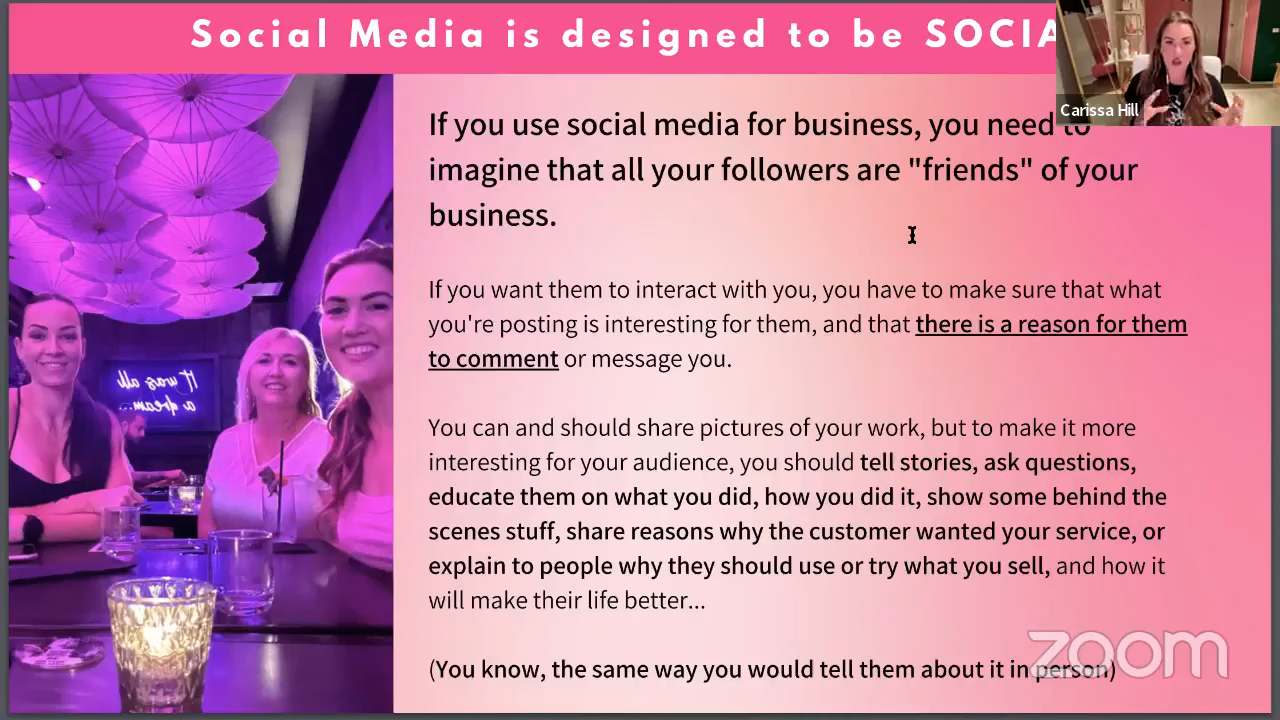 Social Media is designed to be SOCIA
Carissa Hill
If you use social media for business, you need to
imagine that all your followers are "friends" of your
business.
If you want them to interact with you, you have to make sure that what
you're posting is interesting for them, and that there is a reason for them
to comment or message you.
You can and should share pictures of your work, but to make it more
interesting for your audience, you should tell stories, ask questions,
educate them on what you did, how you did it, show some behind the
scenes stuff, share reasons why the customer wanted your service, or
explain to people why they should use or try what you sell, and how it
will make their life better...
(You know, the same way you would tell them about it in person)
It was all
a dream...
zoom